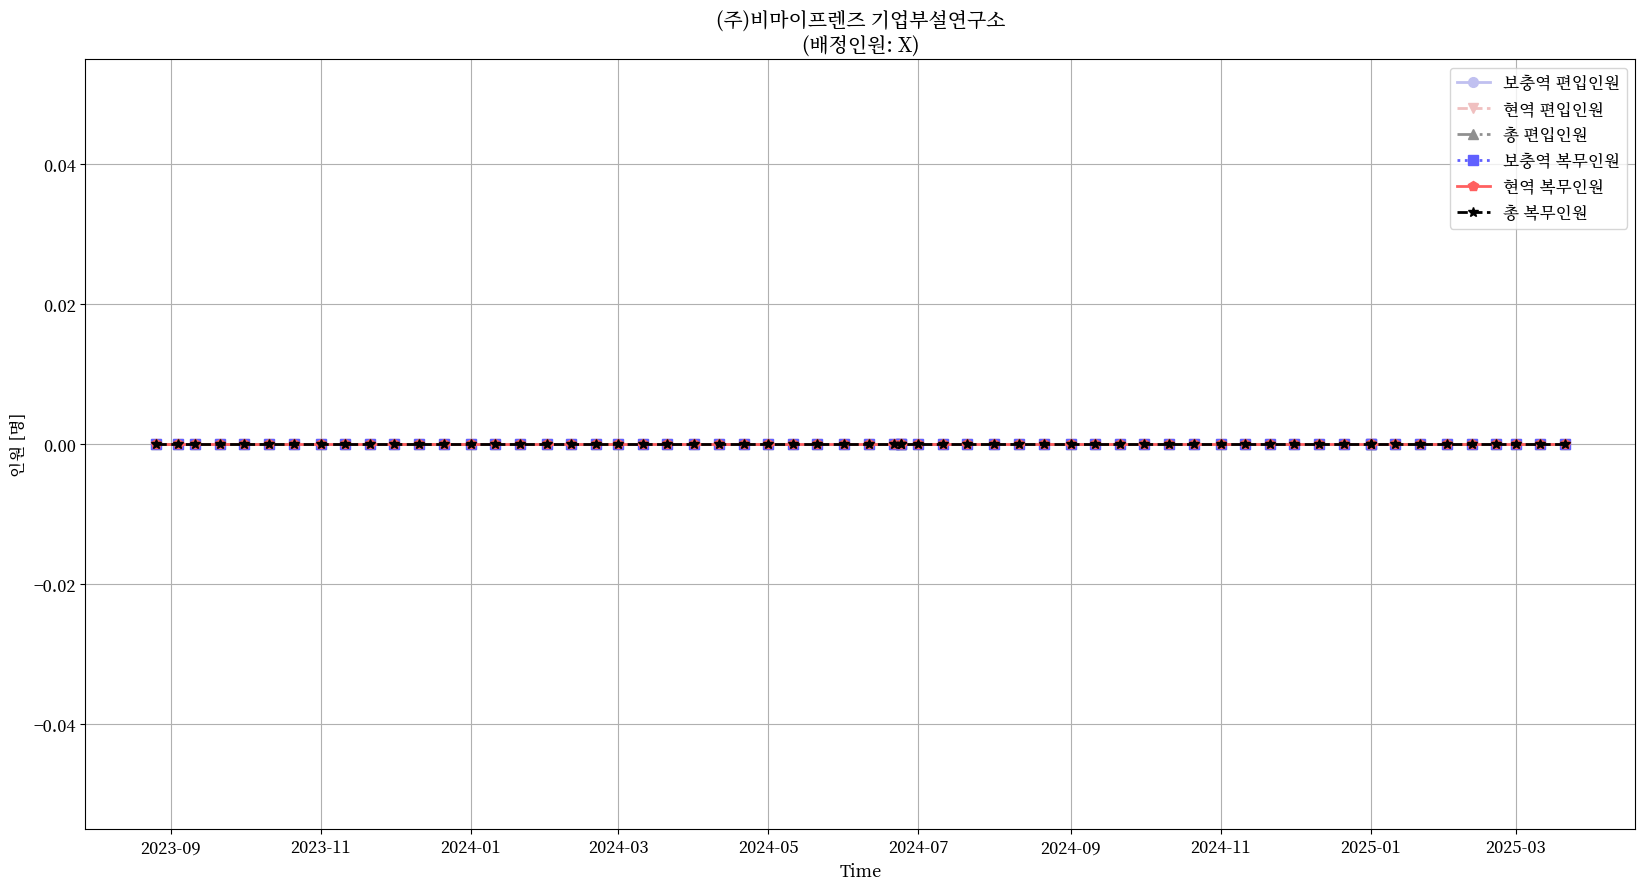 (주)비마이프렌즈 기업부설연구소
(배정인원: X)
보충역 편입인원
현역 편입인원
총 편입인원
보충역 복무인원
현역 복무인원
총 복무인원
인원 [명]
0.04
0.02
0.00
−0.02
−0.04
2023-09 2023-11 2024-01 2024-03 2024-05 2024-07 2024-09 2024-11 2025-01 2025-03
Time